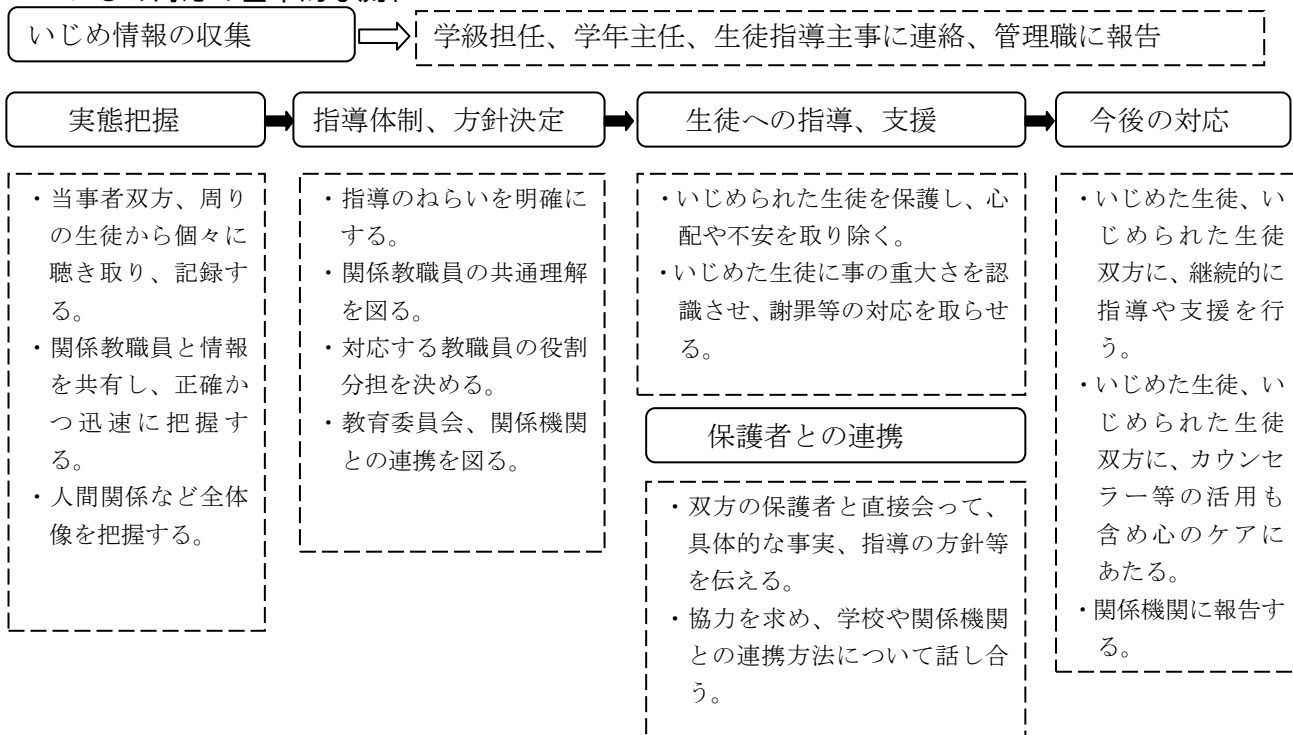 いじめ情報の収集
学級担任、学年主任、生徒指導主事に連絡、管理職に報告
実態把握
指導体制、方針決定
生徒への指導、支援
今後の対応
・当事者双方、周り
の生徒から個々に
聴き取り、記録す
る。
・関係教職員と情報
を共有し、正確か
つ迅速に把握す
る。
・人間関係など全体
像を把握する。
・指導のねらいを明確に
する。
・関係教職員の共通理解
を図る。
・対応する教職員の役割
分担を決める。
・教育委員会、関係機関
との連携を図る。
・いじめられた生徒を保護し、心
配や不安を取り除く。
・いじめた生徒に事の重大さを認
識させ、謝罪等の対応を取らせ
る。
保護者との連携
・双方の保護者と直接会って、
具体的な事実、指導の方針等
を伝える。
・協力を求め、学校や関係機関
との連携方法について話し合
う。
・いじめた生徒、い
じめられた生徒
双方に、継続的に
指導や支援を行
う。
・いじめた生徒、い
じめられた生徒
双方に、カウンセ
ラー等の活用も
含め心のケアに
あたる。
・関係機関に報告す
る。